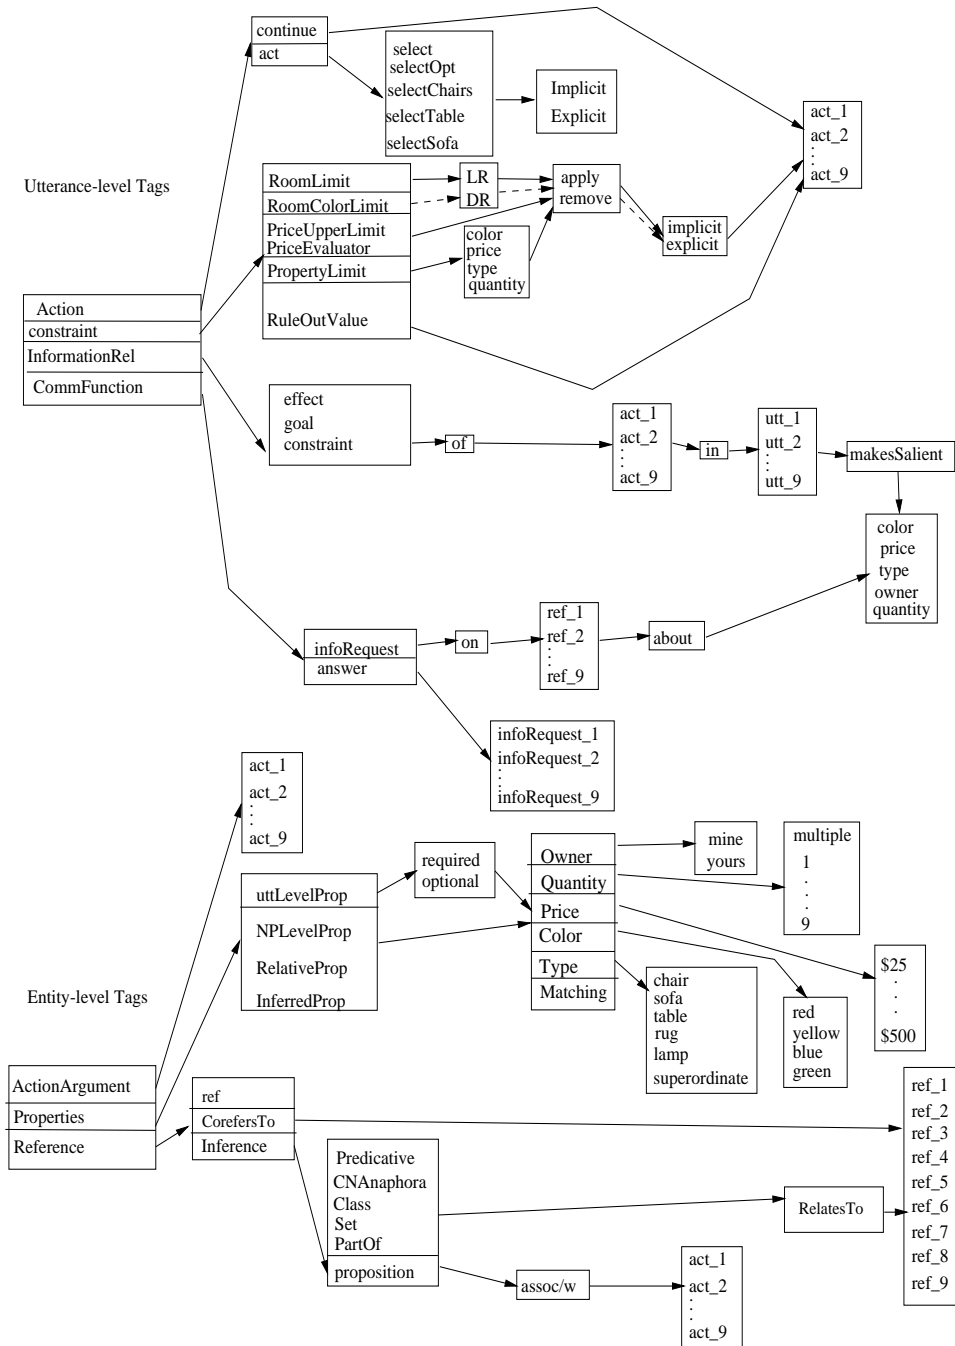 continue
act
select
selectOpt
selectChairs
selectTable
selectSofa
Implicit
Explicit
act_1
act_2
.
.
act_9
Utterance-level Tags
RoomLimit
RoomColorLimit
PriceUpperLimit
PriceEvaluator
PropertyLimit
RuleOutValue
LR
DR
apply
remove
color
price
type
quantity
implicit
explicit
Action
constraint
InformationRel
CommFunction
effect
goal
constraint
of
act_1
act_2
.
.
act_9
in
utt_1
utt_2
.
.
utt_9
makesSalient
color
price
type
owner
quantity
infoRequest
answer
on
ref_1
ref_2
.
.
ref_9
about
infoRequest_1
infoRequest_2
.
.
infoRequest_9
act_1
act_2
.
.
act_9
uttLevelProp
NPLevelProp
RelativeProp
InferredProp
required
optional
Owner
Quantity
Price
Color
Type
Matching
mine
yours
multiple
1
.
.
.
9
$25
.
.
.
$500
chair
sofa
table
rug
lamp
superordinate
red
yellow
blue
green
Entity-level Tags
ActionArgument
Properties
Reference
ref
CorefersTo
Inference
Predicative
CNAnaphora
Class
Set
PartOf
proposition
RelatesTo
assoc/w
act_1
act_2
.
.
act_9
ref_1
ref_2
ref_3
ref_4
ref_5
ref_6
ref_7
ref_8
ref_9